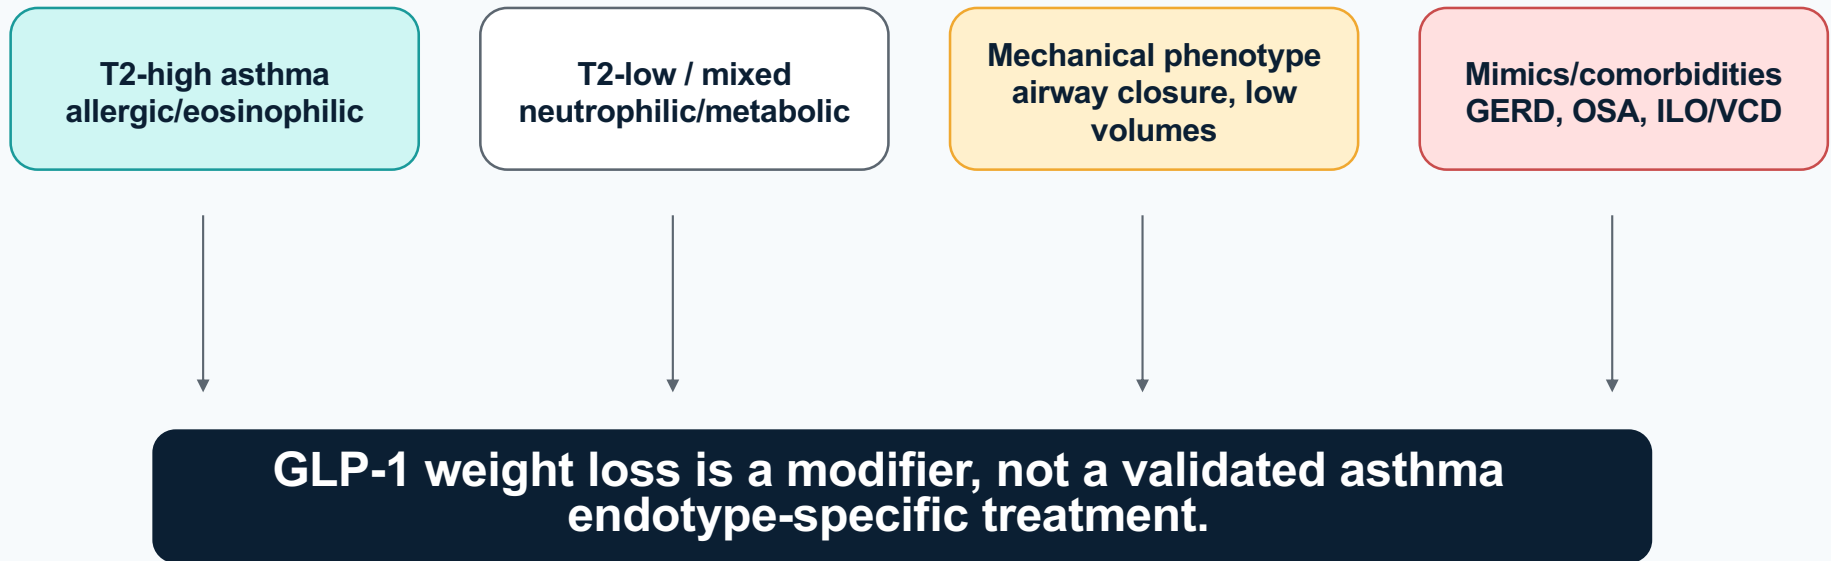 T2-high asthma
allergic/eosinophilic
T2-low / mixed
neutrophilic/metabolic
Mechanical phenotype
airway closure, low
volumes
Mimics/comorbidities
GERD, OSA, ILO/VCD
GLP-1 weight loss is a modifier, not a validated asthma
endotype-specific treatment.